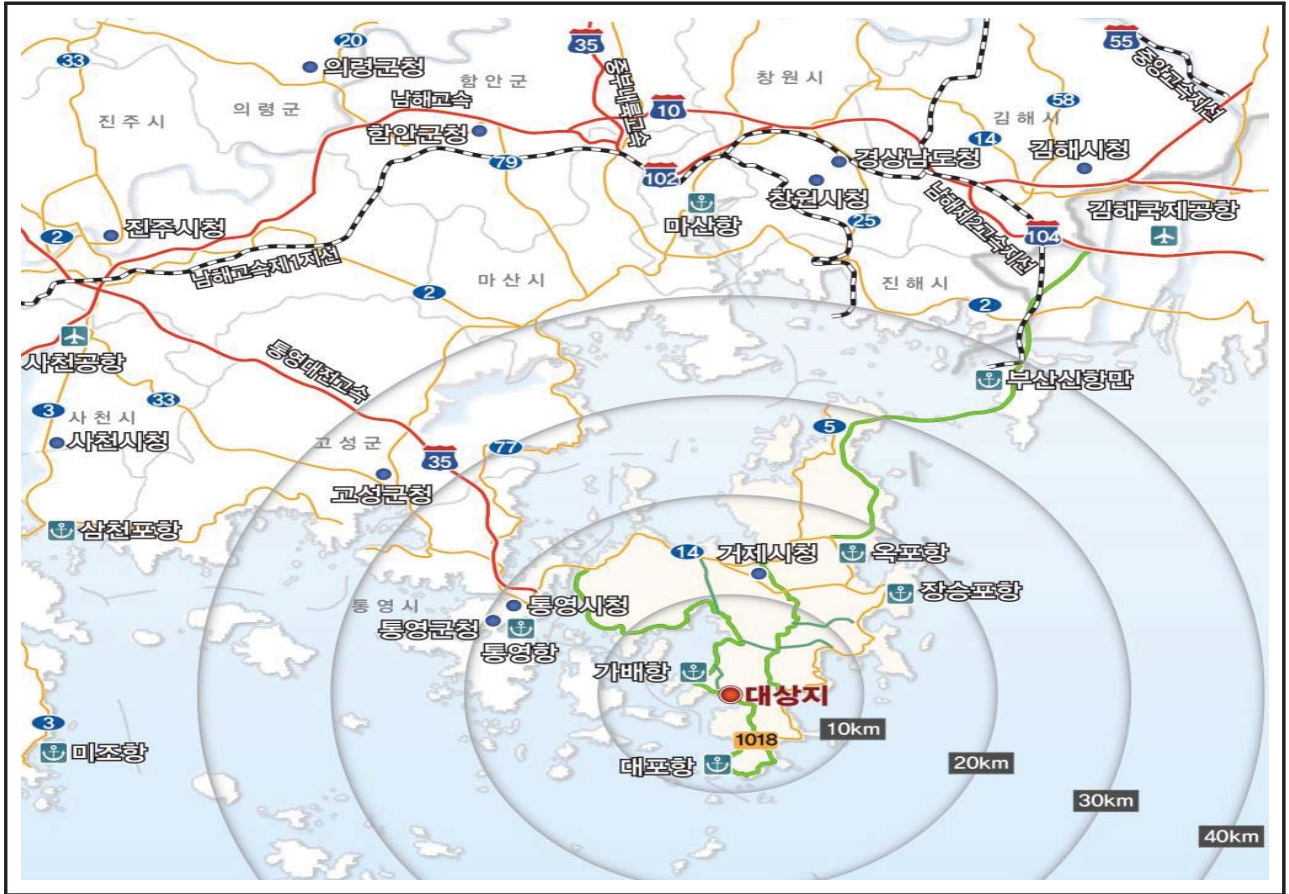 20
35
55
33
의령군청
함안군
중부내륙고속
창원시
중앙고속지선
의령군
남해고속
10
58
진주시
함안군청
14
김해시
79
102
경상남도청
김해시청
창원시청
마산항
25
남해제2고속지선
104
김해국제공항
2
진주시청
남해고속제1지선
마산시
2
진해시
2
사천공항
통영대전고속
부산신항만
33
3
사천시
사천시청
고성군
77
5
35
고성군청
삼천포항
14
거제시청
옥포항
통영시
통영시청
장승포항
통영군청
통영항
가배항
대상지
3
미조항
1018
10km
대포항
20km
30km
40km